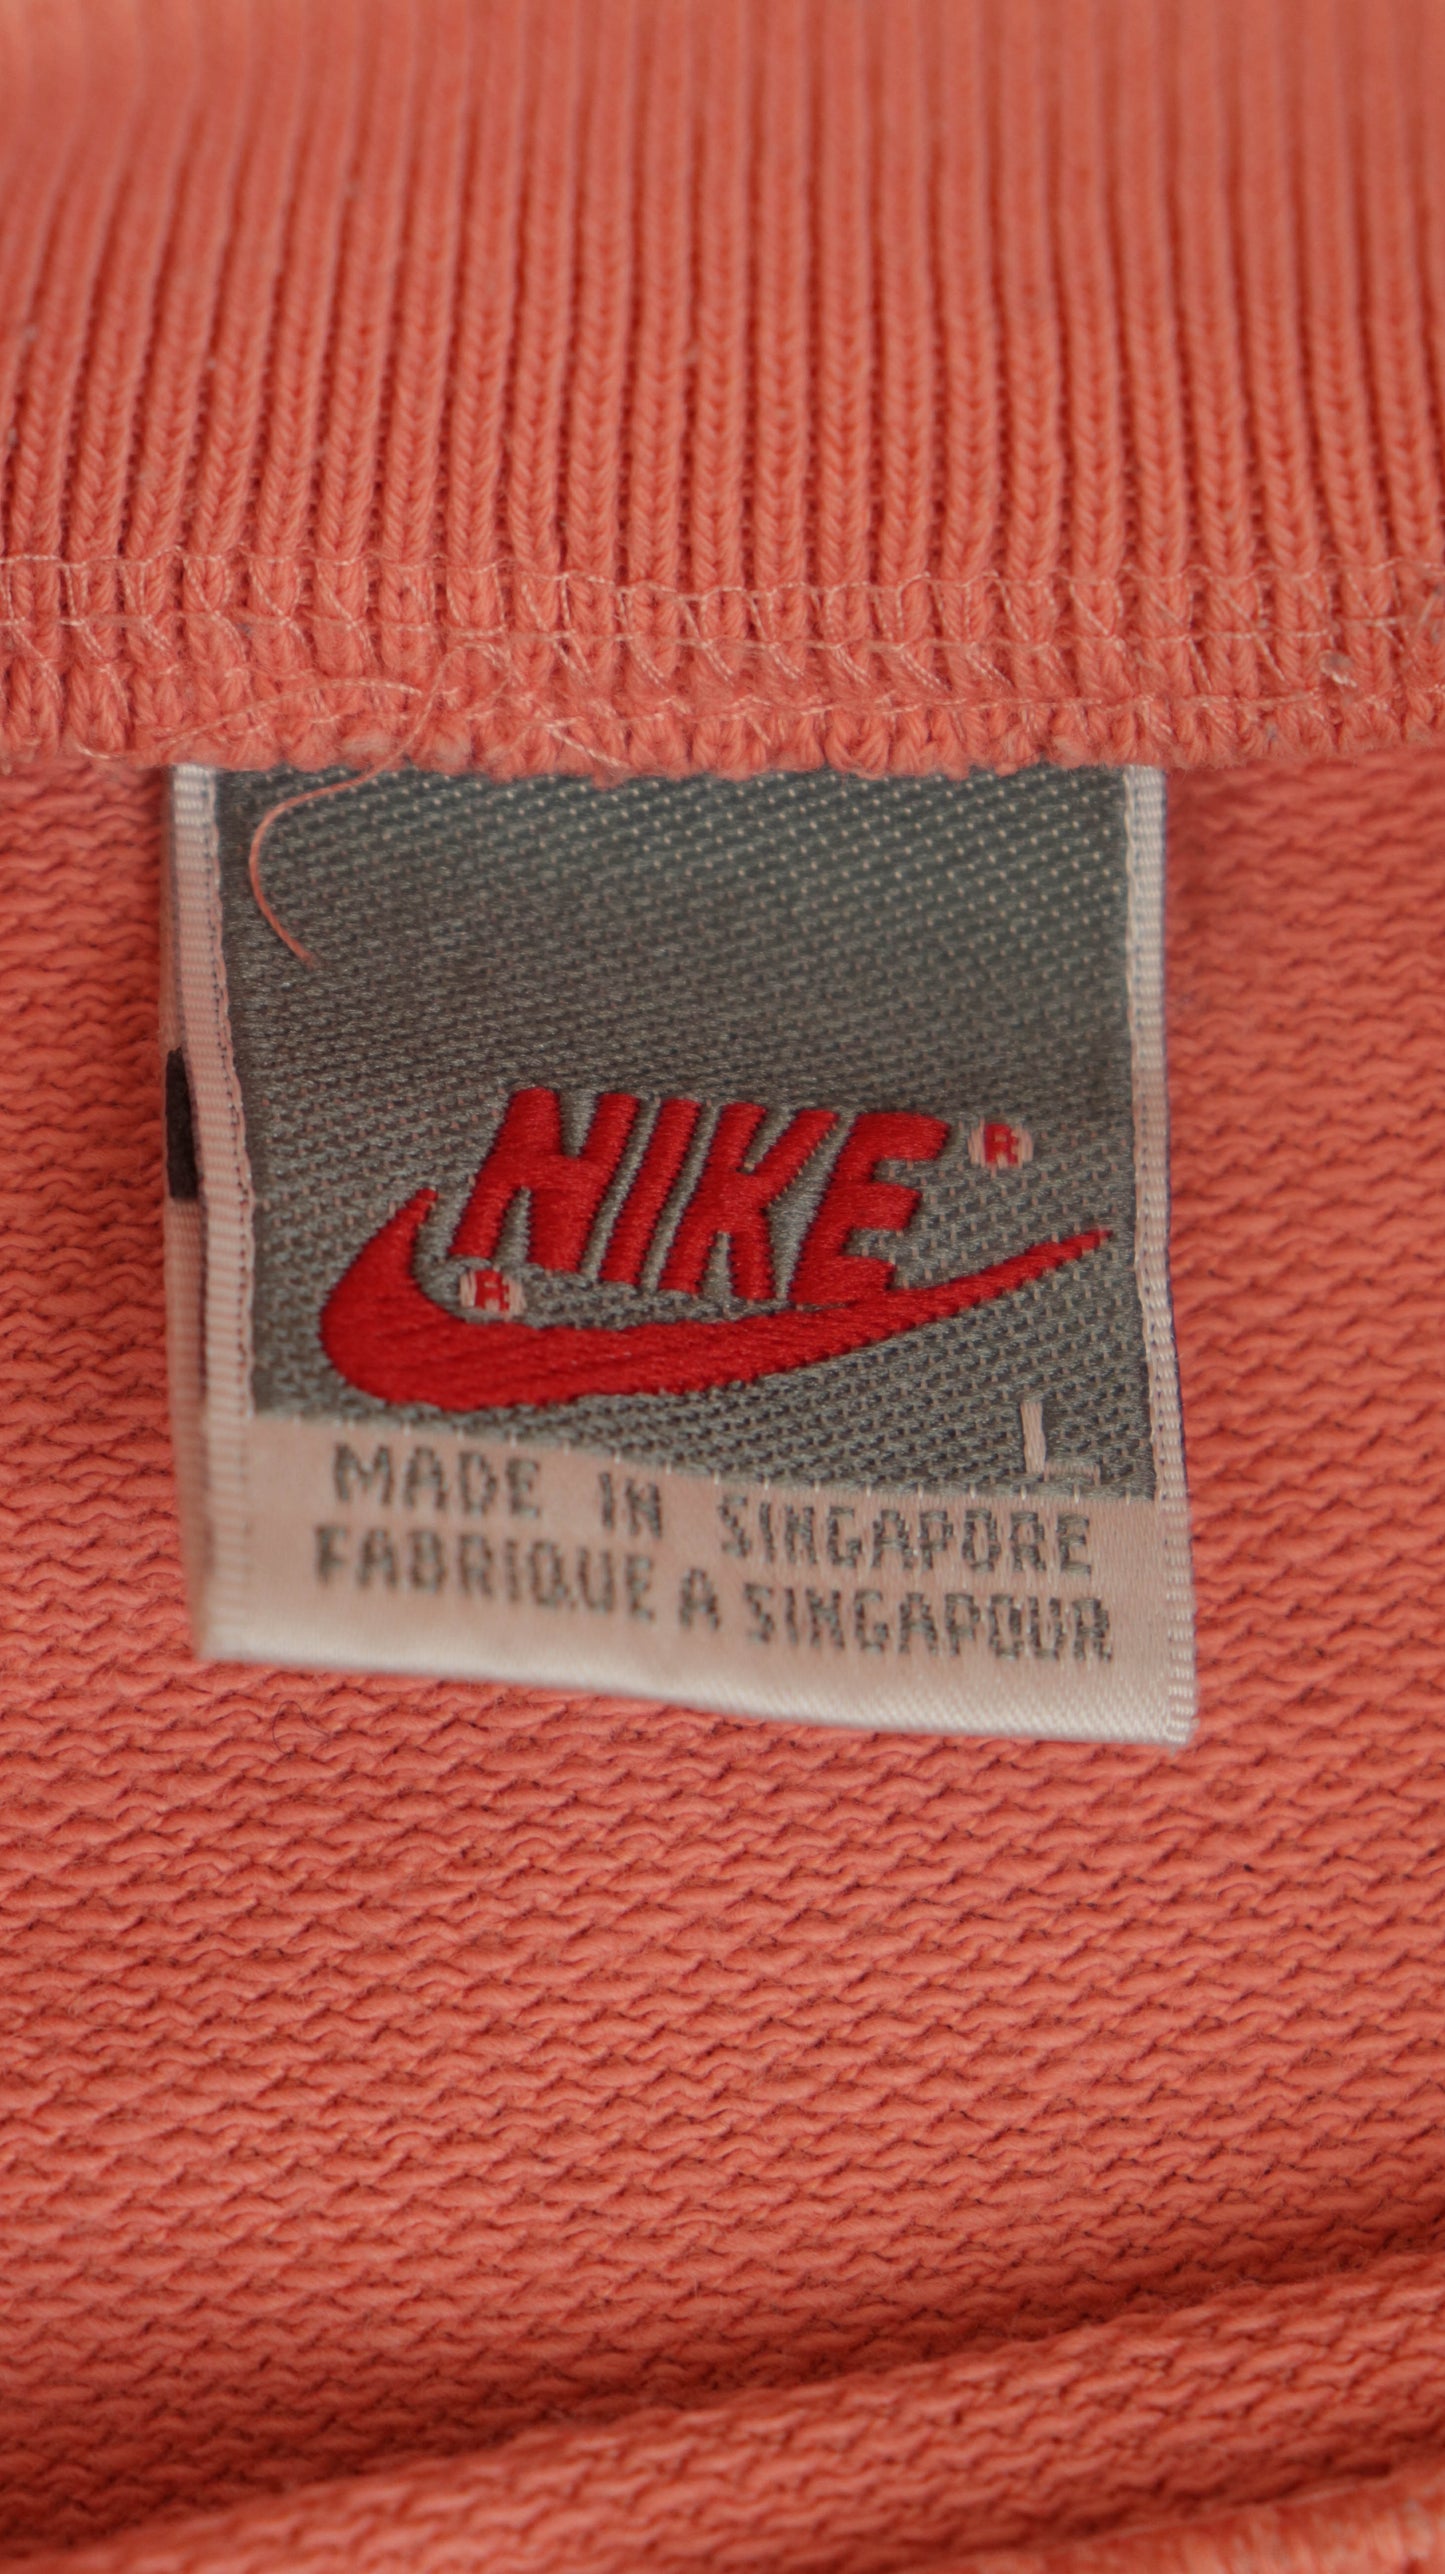 NIKE®
®
L
MADE IN SINGAPORE
FABRIQUE A SINGAPOUR